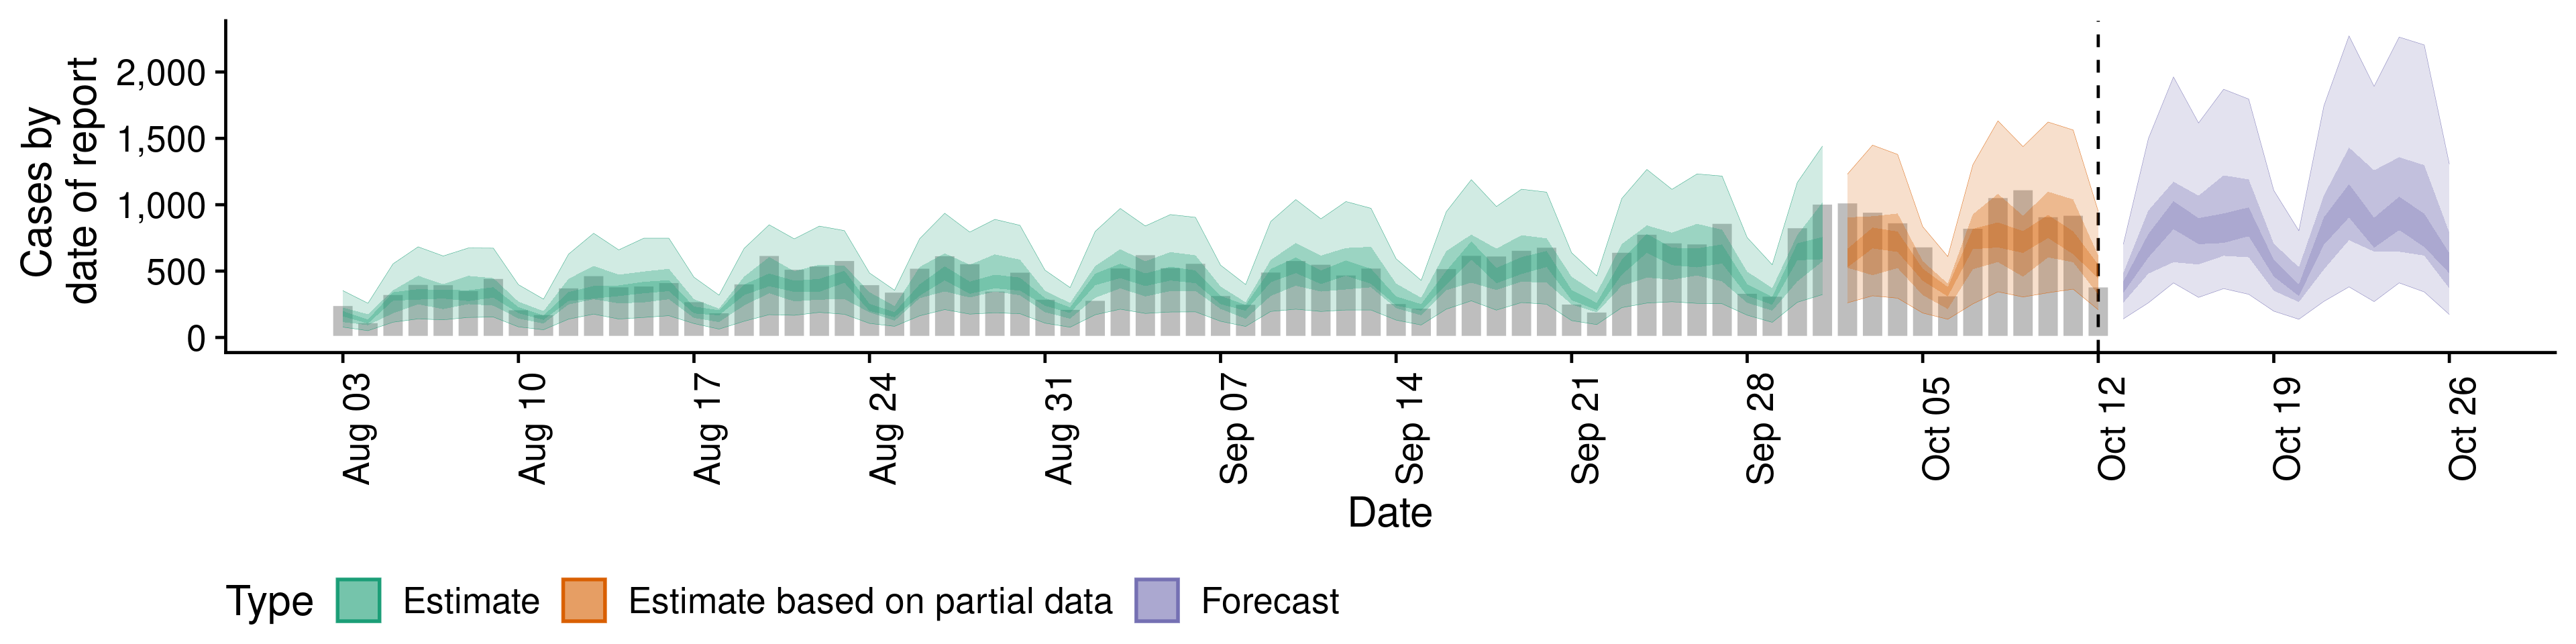 Cases by
date of report
2,000
1,500
1,000
500
0
Aug 03
Aug 10
Aug 17
Aug 24
Aug 31
Sep 07
Sep 14
Sep 21
Sep 28
Oct 05
Oct 12
Oct 19
Oct 26
Date
Type Estimate Estimate based on partial data Forecast